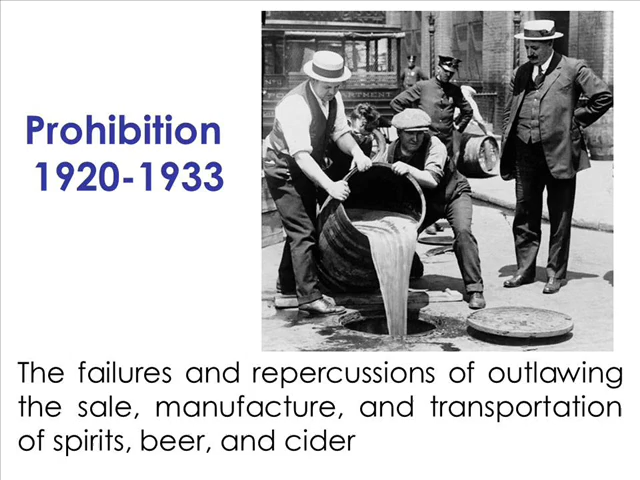 Prohibition
1920-1933
The failures and repercussions of outlawing
the sale, manufacture, and transportation
of spirits, beer, and cider